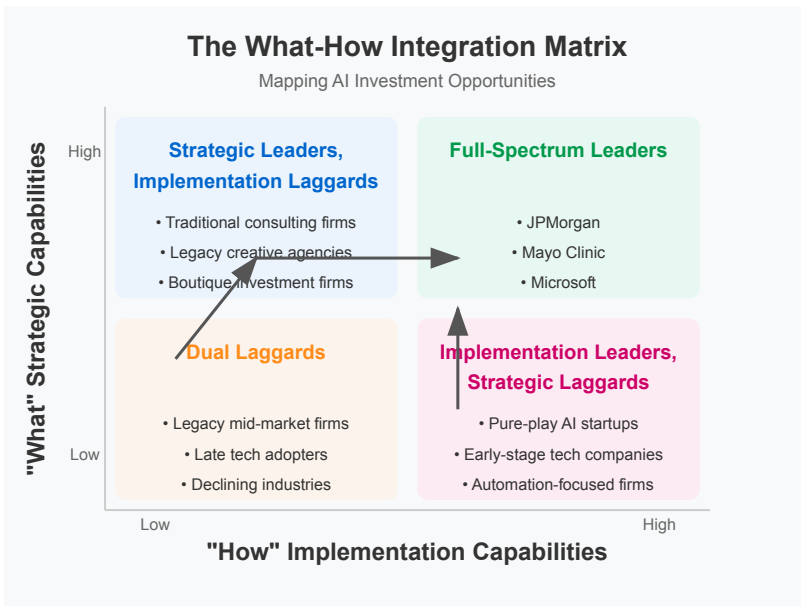 The What-How Integration Matrix
Mapping AI Investment Opportunities
"What" Strategic Capabilities
High
Low
Strategic Leaders,
Implementation Laggards
• Traditional consulting firms
• Legacy creative agencies
• Boutique investment firms
Full-Spectrum Leaders
• JPMorgan
• Mayo Clinic
• Microsoft
Dual Laggards
• Legacy mid-market firms
• Late tech adopters
• Declining industries
Implementation Leaders,
Strategic Laggards
• Pure-play AI startups
• Early-stage tech companies
• Automation-focused firms
Low
High
"How" Implementation Capabilities